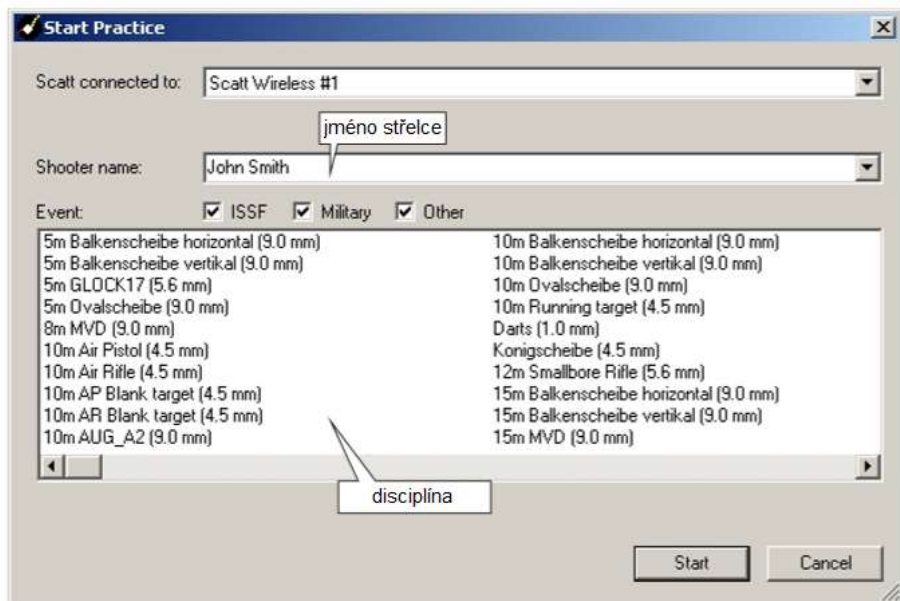 Start Practice
Scatt connected to: Scatt Wireless #1
jméno střelce
Shooter name: John Smith
Event: ISSF Military Other
5m Balkenscheibe horizontal (9.0 mm) 10m Balkenscheibe horizontal (9.0 mm)
5m Balkenscheibe vertikal (9.0 mm) 10m Balkenscheibe vertikal (9.0 mm)
5m GLOCK17 (5.6 mm) 10m Ovalscheibe (9.0 mm)
5m Ovalscheibe (9.0 mm) 10m Running target (4.5 mm)
8m MVD (9.0 mm) Darts (1.0 mm)
10m Air Pistol (4.5 mm) Konigscheibe (4.5 mm)
10m Air Rifle (4.5 mm) 12m Smallbore Rifle (5.6 mm)
10m AP Blank target (4.5 mm) 15m Balkenscheibe horizontal (9.0 mm)
10m AR Blank target (4.5 mm) 15m Balkenscheibe vertikal (9.0 mm)
10m AUG_A2 (9.0 mm) 15m MVD (9.0 mm)
disciplína
Start Cancel